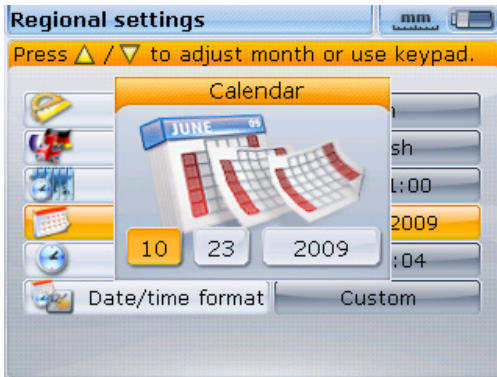 Regional settings
mm
Press △ / ▽ to adjust month or use keypad.
Calendar
JUNE 05
sh
1:00
10 23 2009
2009
:04
Date/time format Custom